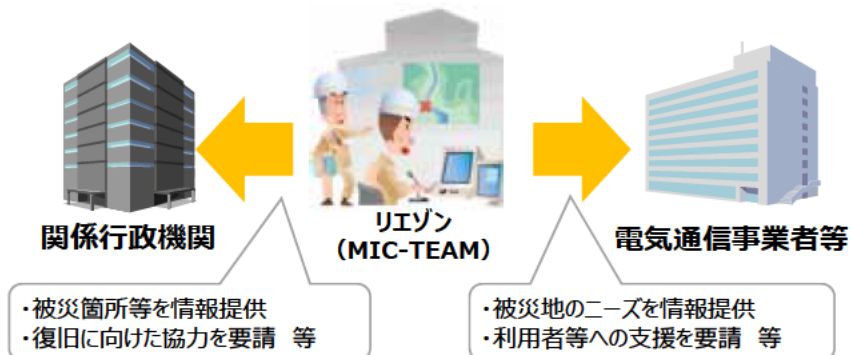 関係行政機関
リエゾン
（MIC-TEAM）
電気通信事業者等
・被災箇所等を情報提供
・復旧に向けた協力を要請 等
・被災地のニーズを情報提供
・利用者等への支援を要請 等